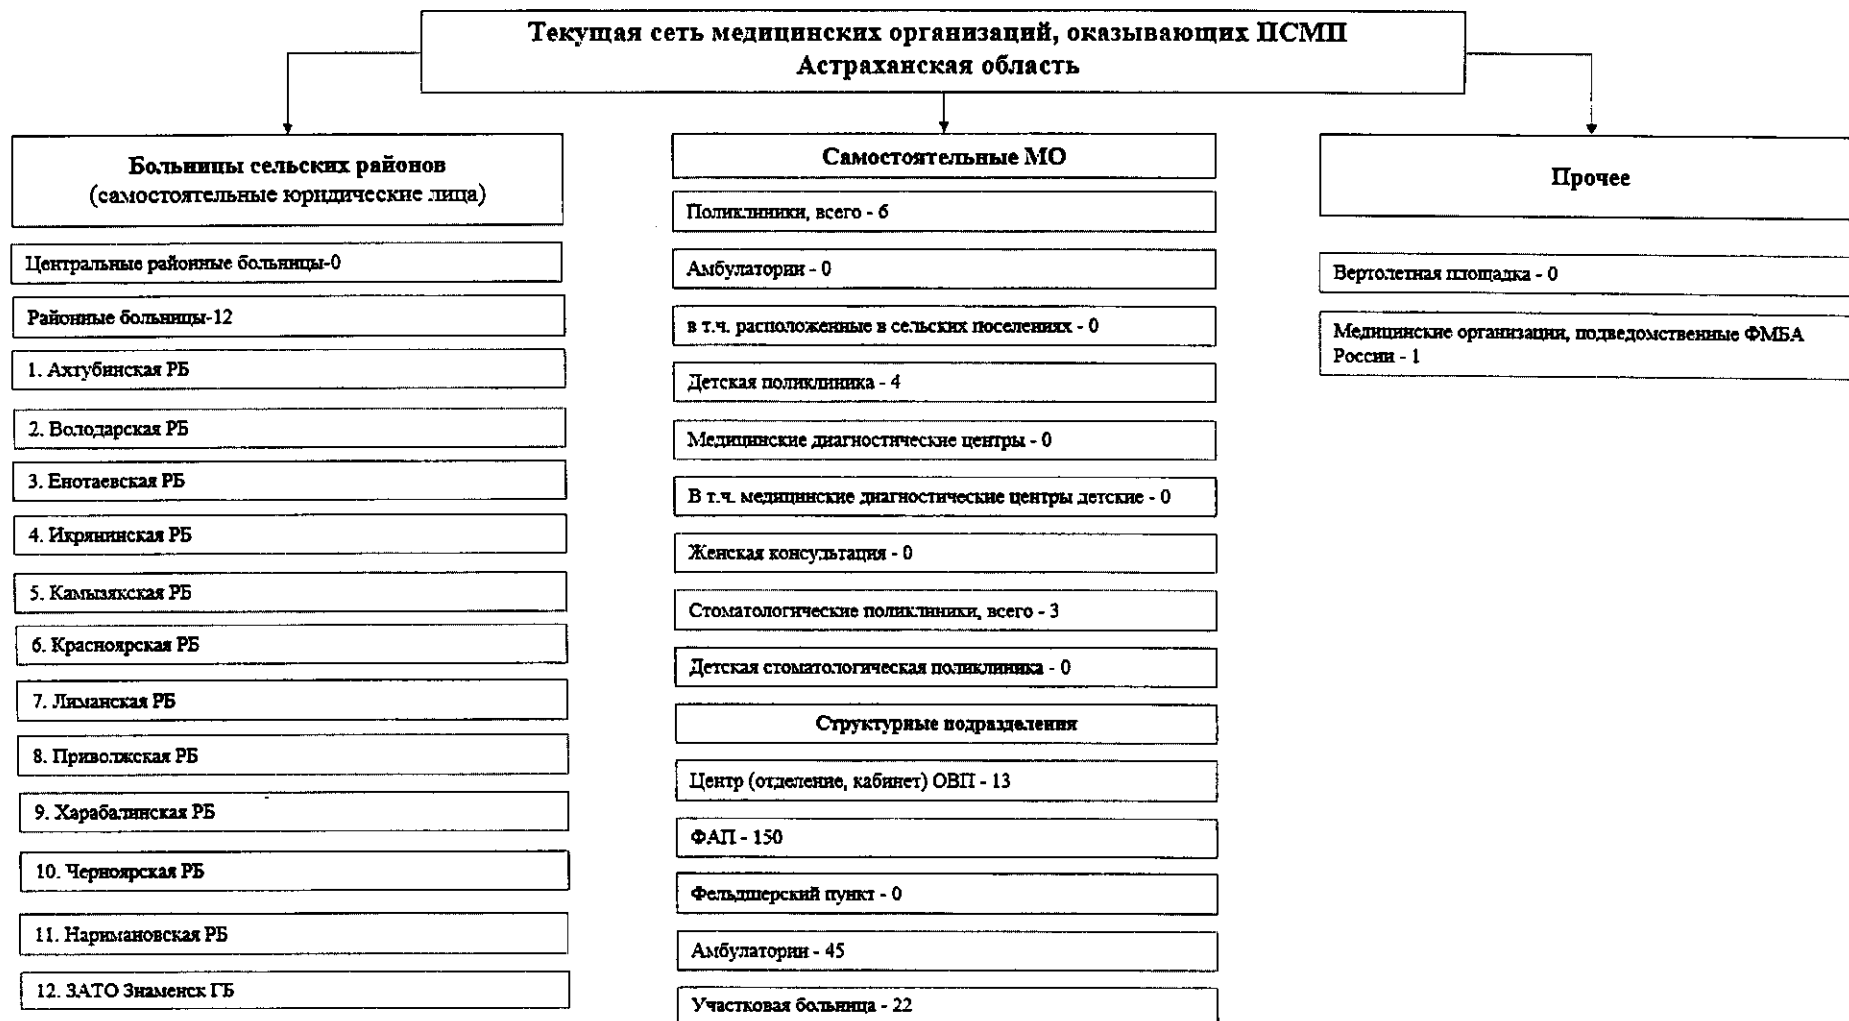 Текущая сеть медицинских организаций, оказывающих ПСМП
Астраханская область
Больницы сельских районов
(самостоятельные юридические лица)
Центральные районные больницы-0
Районные больницы-12
1. Ахтубинская РБ
2. Володарская РБ
3. Енотаевская РБ
4. Икрянинская РБ
5. Камызякская РБ
6. Красноярская РБ
7. Лиманская РБ
8. Приволжская РБ
9. Харабалинская РБ
10. Черноярская РБ
11. Наримановская РБ
12. ЗАТО Знаменск ГБ
Самостоятельные МО
Поликлиники, всего - 6
Амбулатории - 0
в т.ч. расположенные в сельских поселениях - 0
Детская поликлиника - 4
Медицинские диагностические центры - 0
В т.ч. медицинские диагностические центры детские - 0
Женская консультация - 0
Стоматологические поликлиники, всего - 3
Детская стоматологическая поликлиника - 0
Структурные подразделения
Центр (отделение, кабинет) ОВП - 13
ФАП - 150
Фельдшерский пункт - 0
Амбулатории - 45
Участковая больница - 22
Прочее
Вертолетная площадка - 0
Медицинские организации, подведомственные ФМБА
России - 1